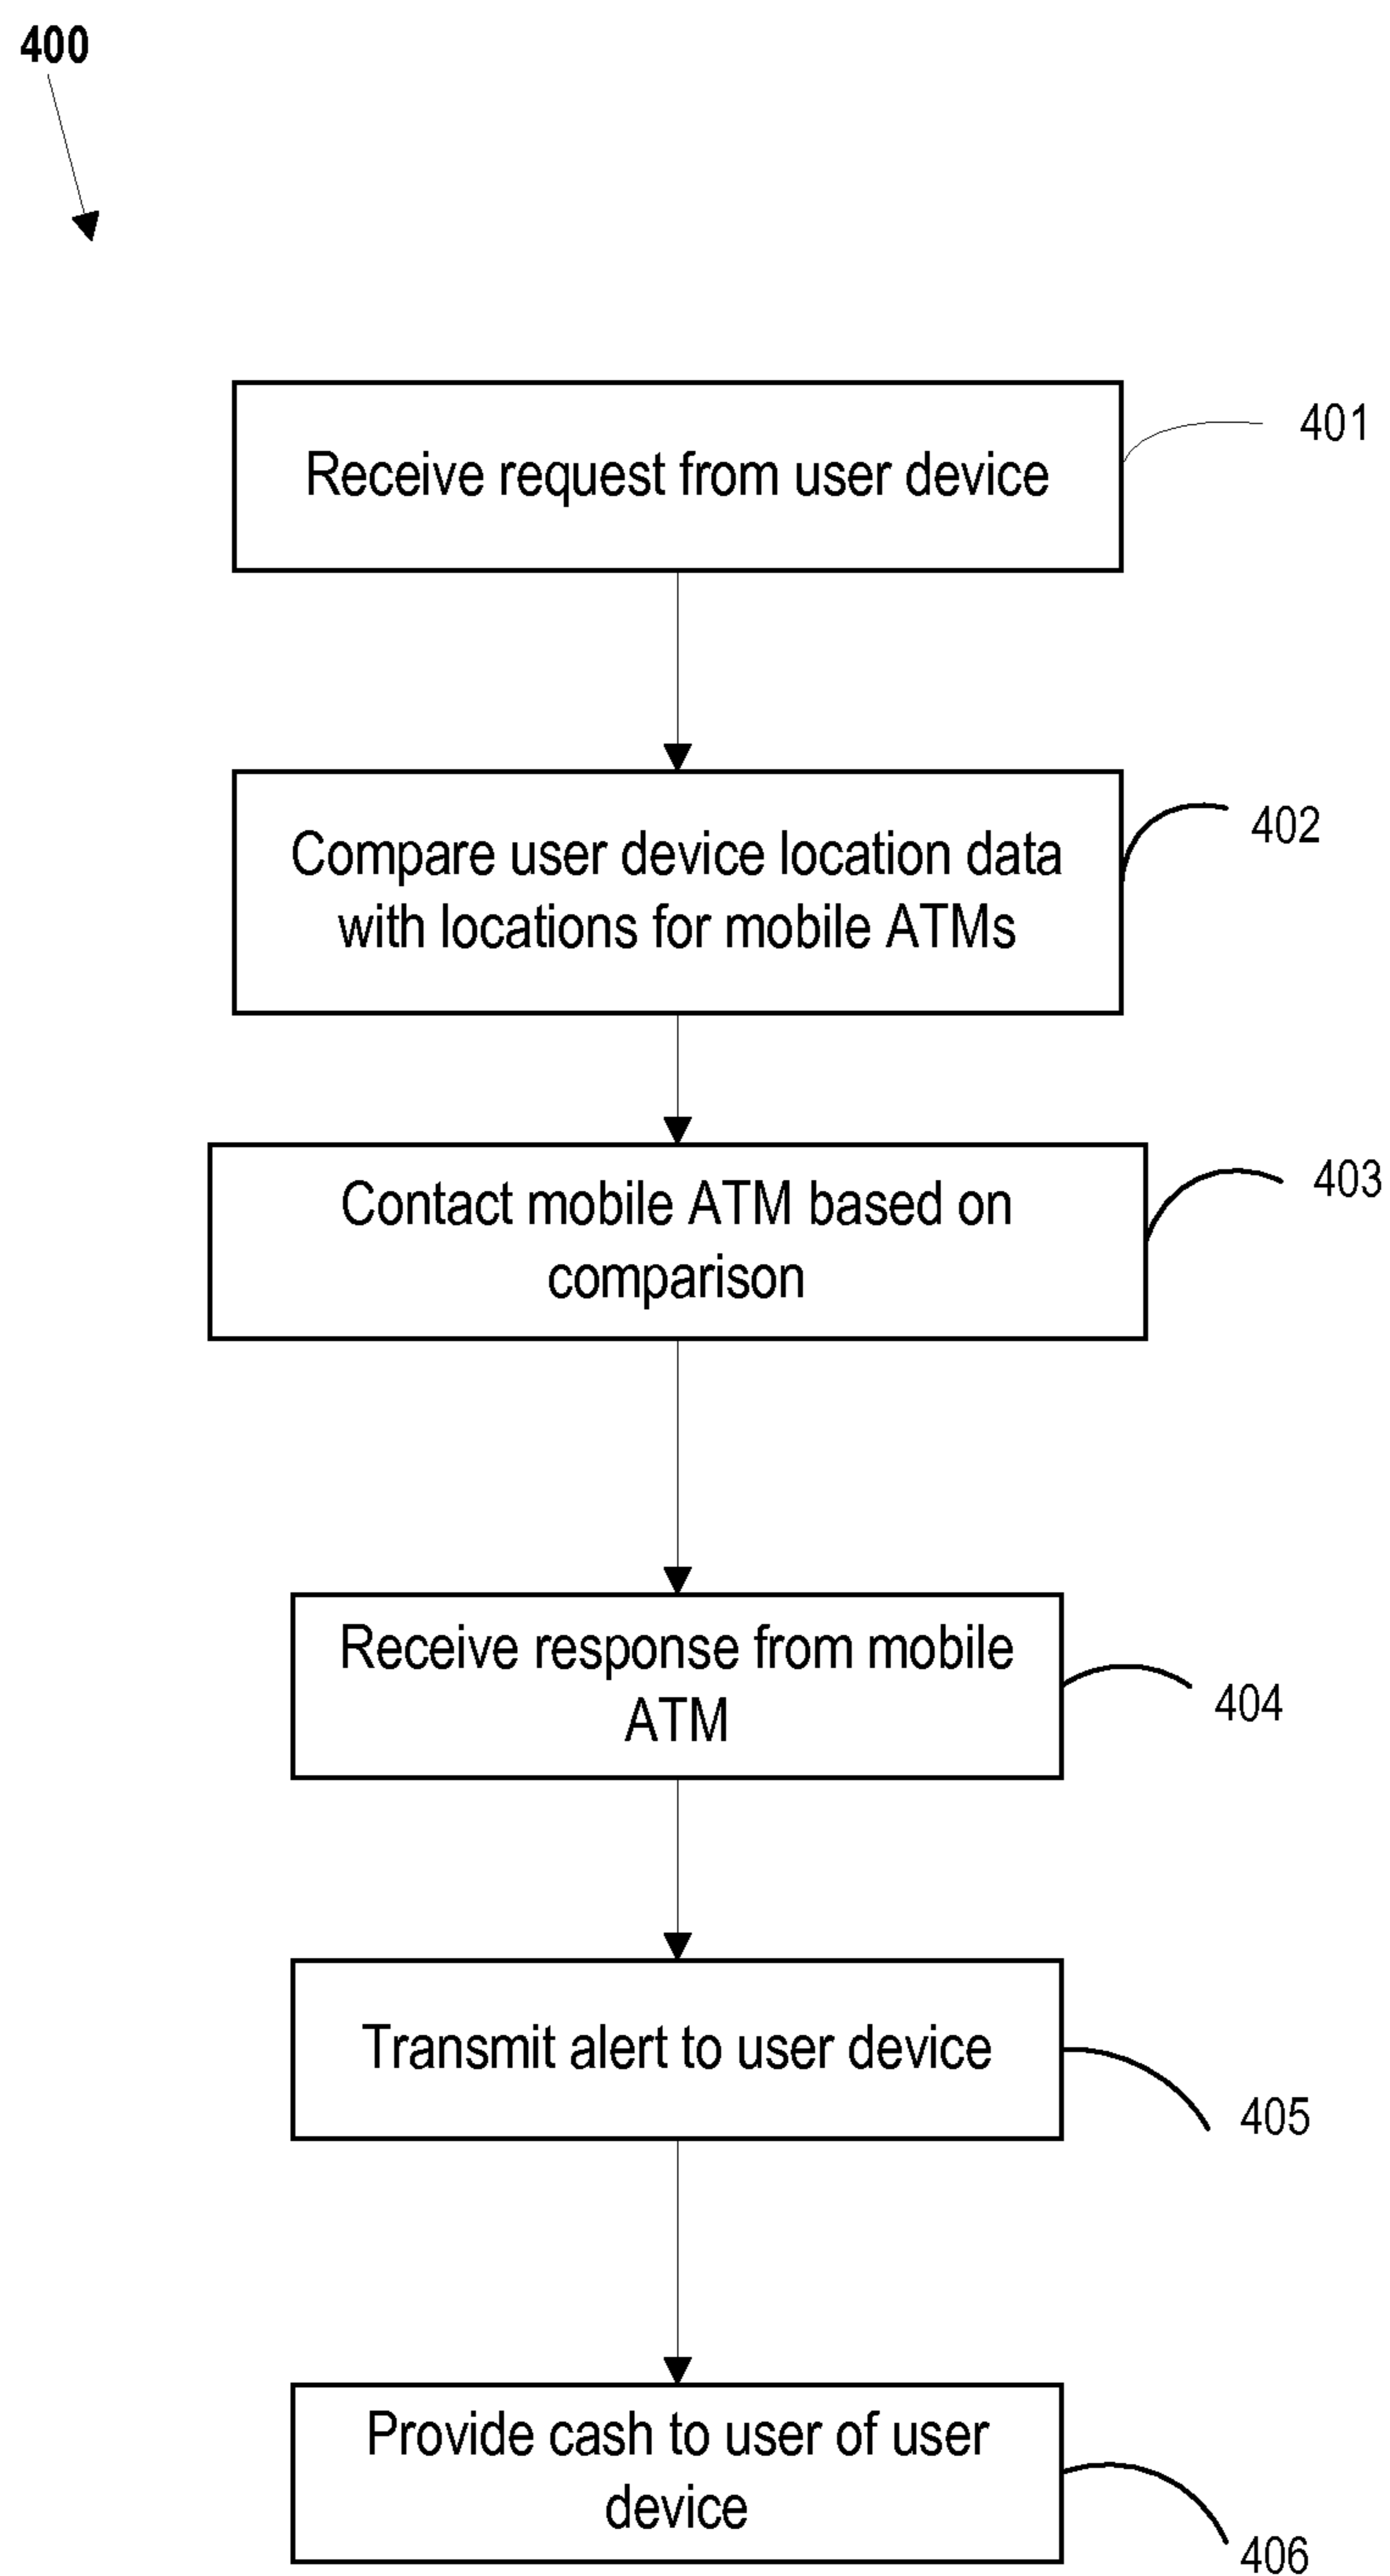 400
Receive request from user device
401
Compare user device location data
with locations for mobile ATMs
402
Contact mobile ATM based on
comparison
403
Receive response from mobile
ATM
404
Transmit alert to user device
405
Provide cash to user of user
device
406